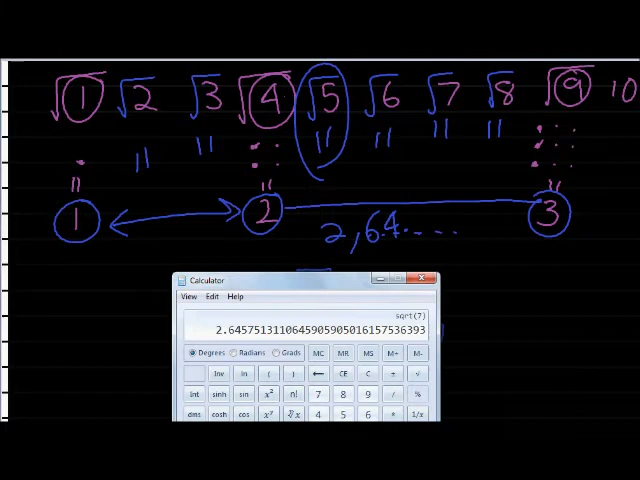 √1 √2 √3 √4 √5 √6 √7 √8 √9 10
1 2 3
2,64....
Calculator
View Edit Help
sqrt(7)
2.6457513110645905905016157536393
Degrees Radians Grads MC MR MS M+ M-
Inv ln ( ) ← CE C ± √
Int sinh sin x² n! 7 8 9 / %
dms cosh cos xʸ ʸ√x 4 5 6 * 1/x